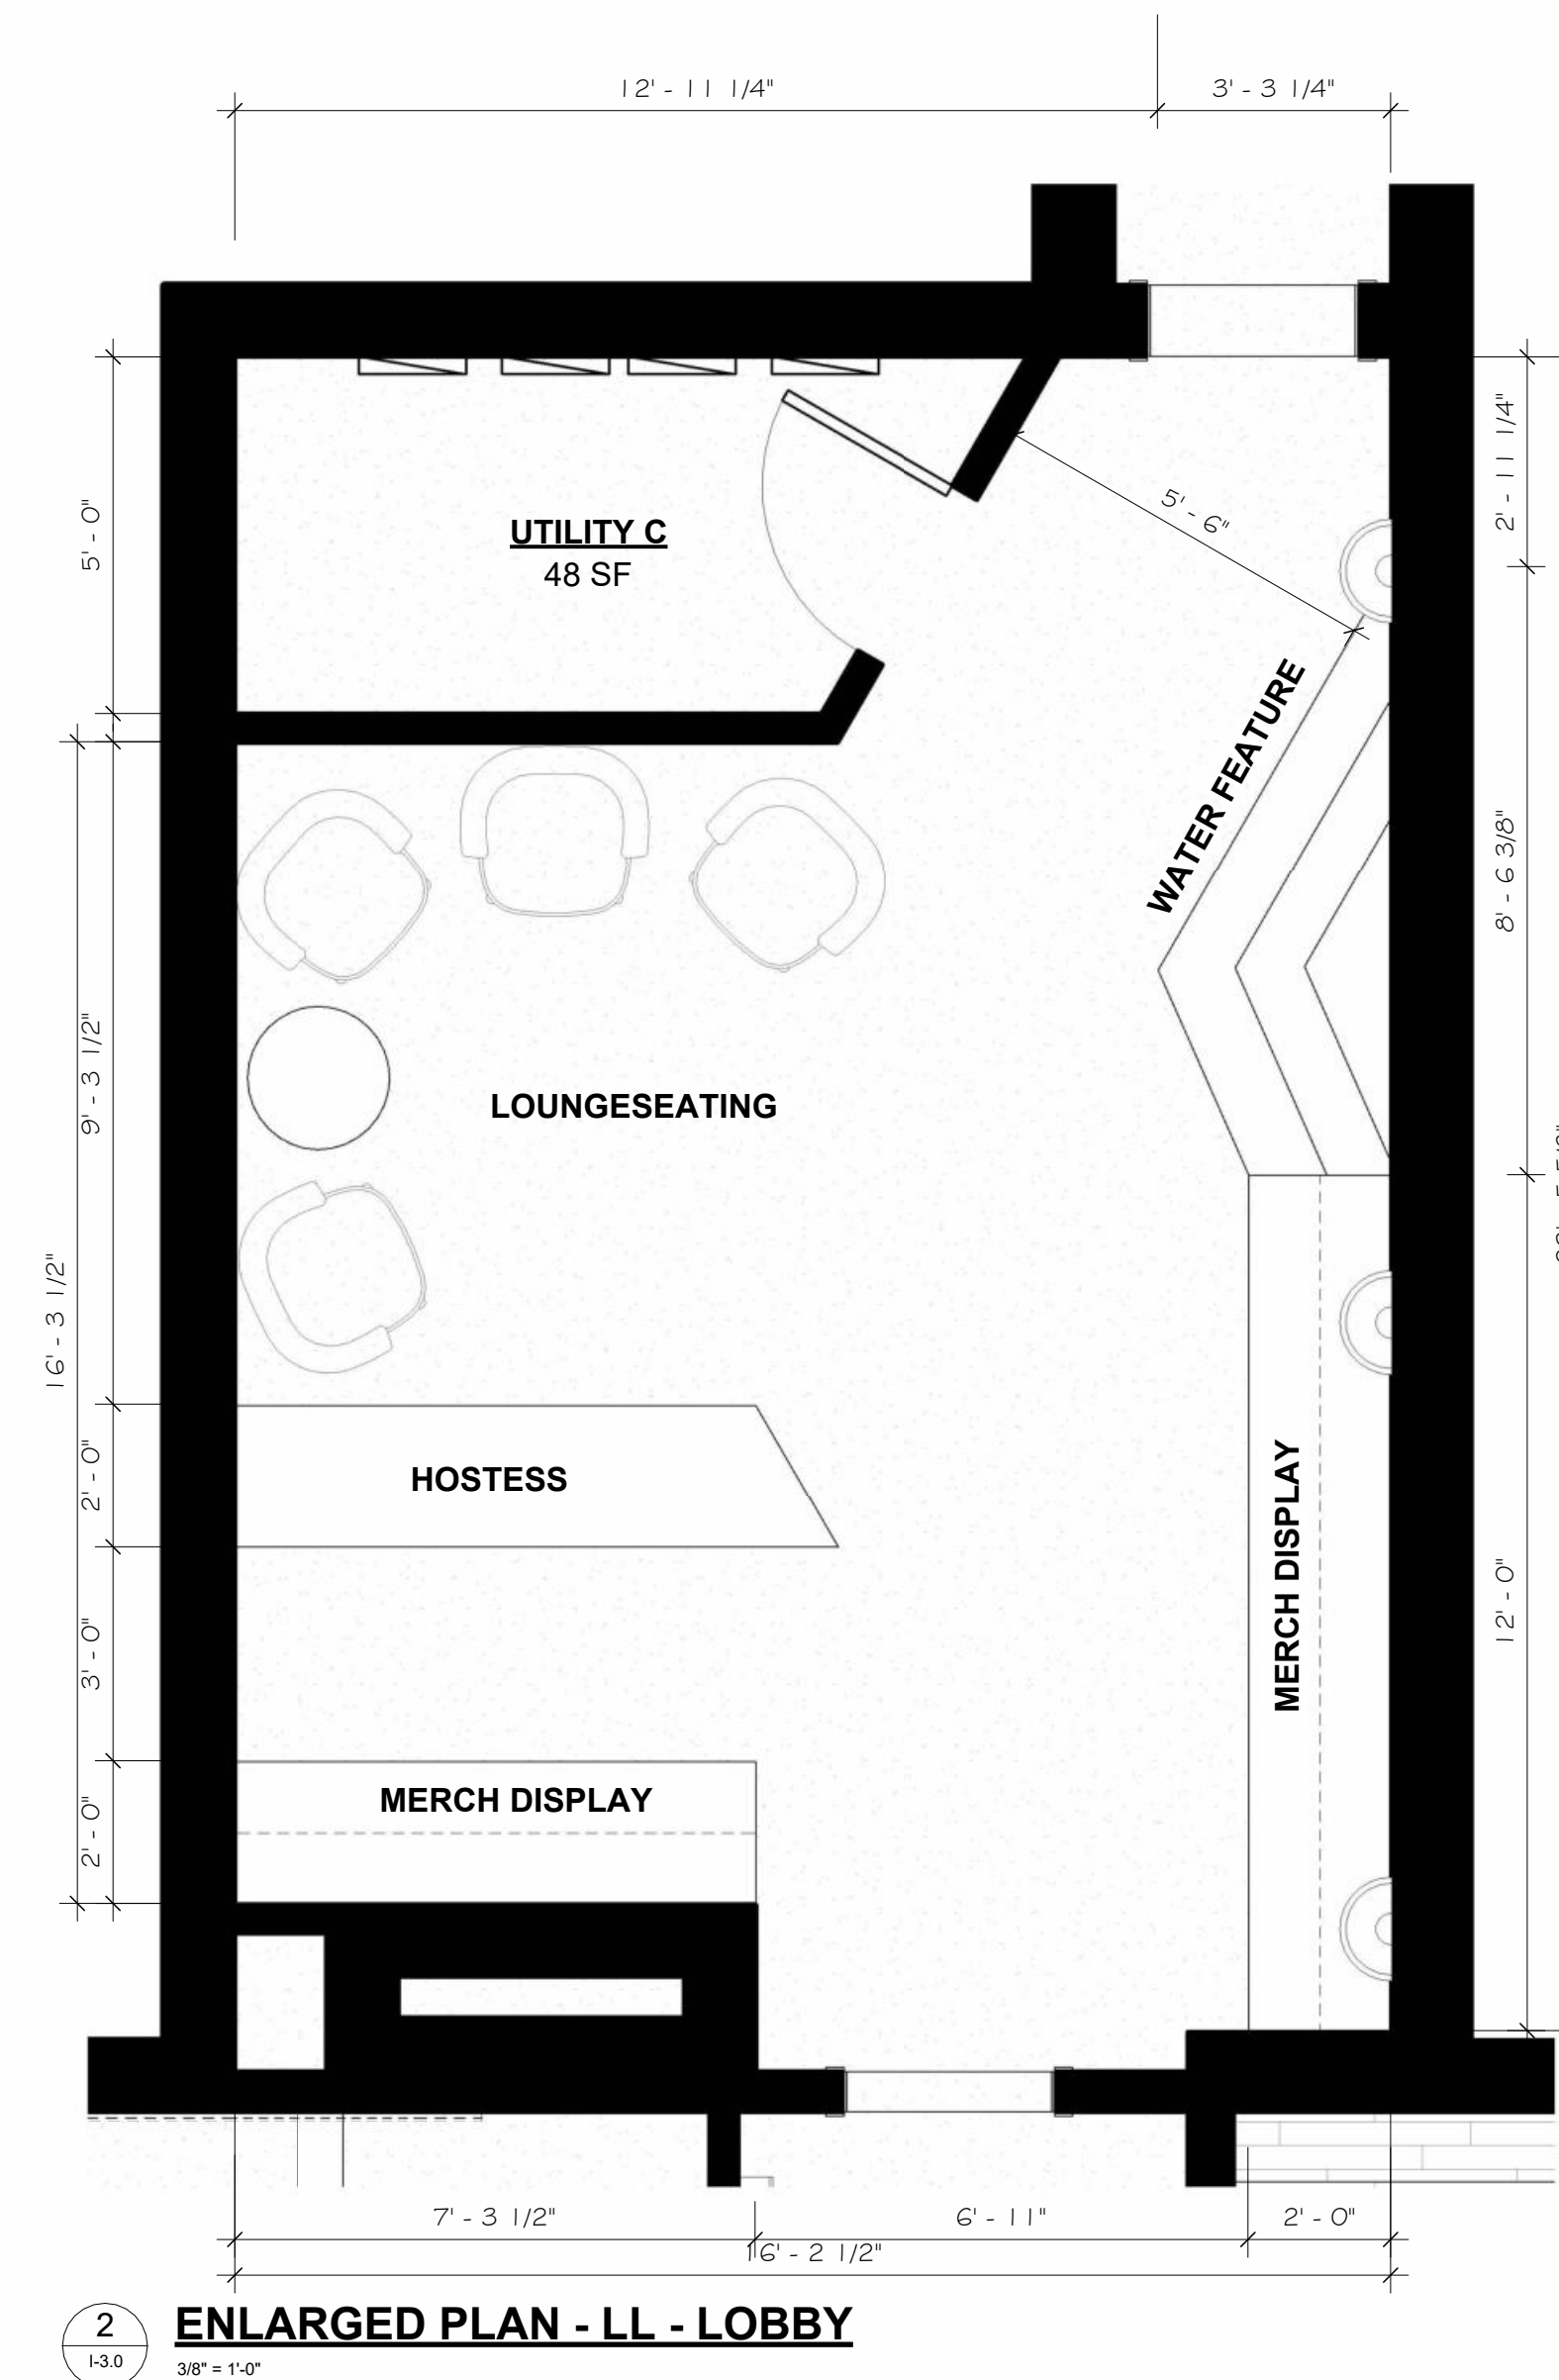 12' - 11 1/4"
3' - 3 1/4"
2' - 11 1/4"
5' - 0"
5' - 6"
UTILITY C
48 SF
WATER FEATURE
8' - 6 3/8"
9' - 3 1/2"
LOUNGESEATING
16' - 3 1/2"
2' - 0"
HOSTESS
MERCH DISPLAY
12' - 0"
3' - 0"
MERCH DISPLAY
2' - 0"
7' - 3 1/2"
6' - 11"
2' - 0"
16' - 2 1/2"
2
I-3.0
ENLARGED PLAN - LL - LOBBY
3/8" = 1'-0"